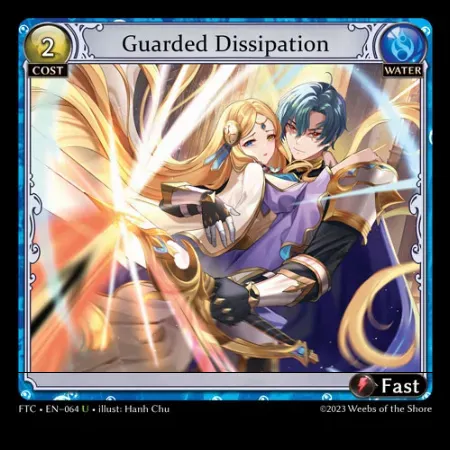 2
Guarded Dissipation
COST
WATER
Fast
FTC • EN-064 U • illust: Hanh Chu
©2023 Weebs of the Shore